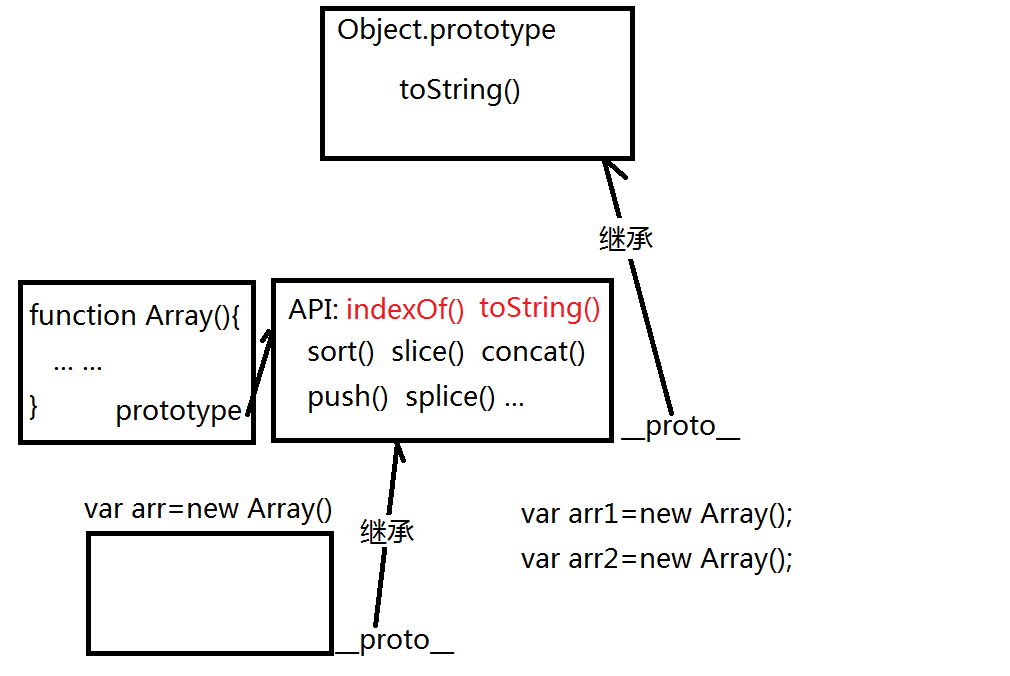 Object.prototype
toString()
继承
function Array(){
... ...
}
prototype
API: indexOf() toString()
sort() slice() concat()
push() splice() ...
__proto__
var arr=new Array()
继承
__proto__
var arr1=new Array();
var arr2=new Array();